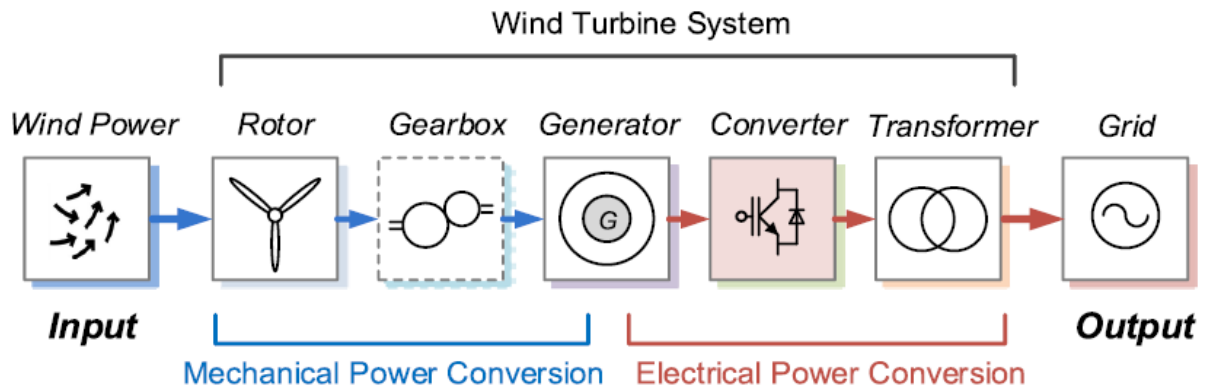 Wind Turbine System
Wind Power
Rotor
Gearbox
Generator
Converter
Transformer
Grid
G
Input
Output
Mechanical Power Conversion
Electrical Power Conversion